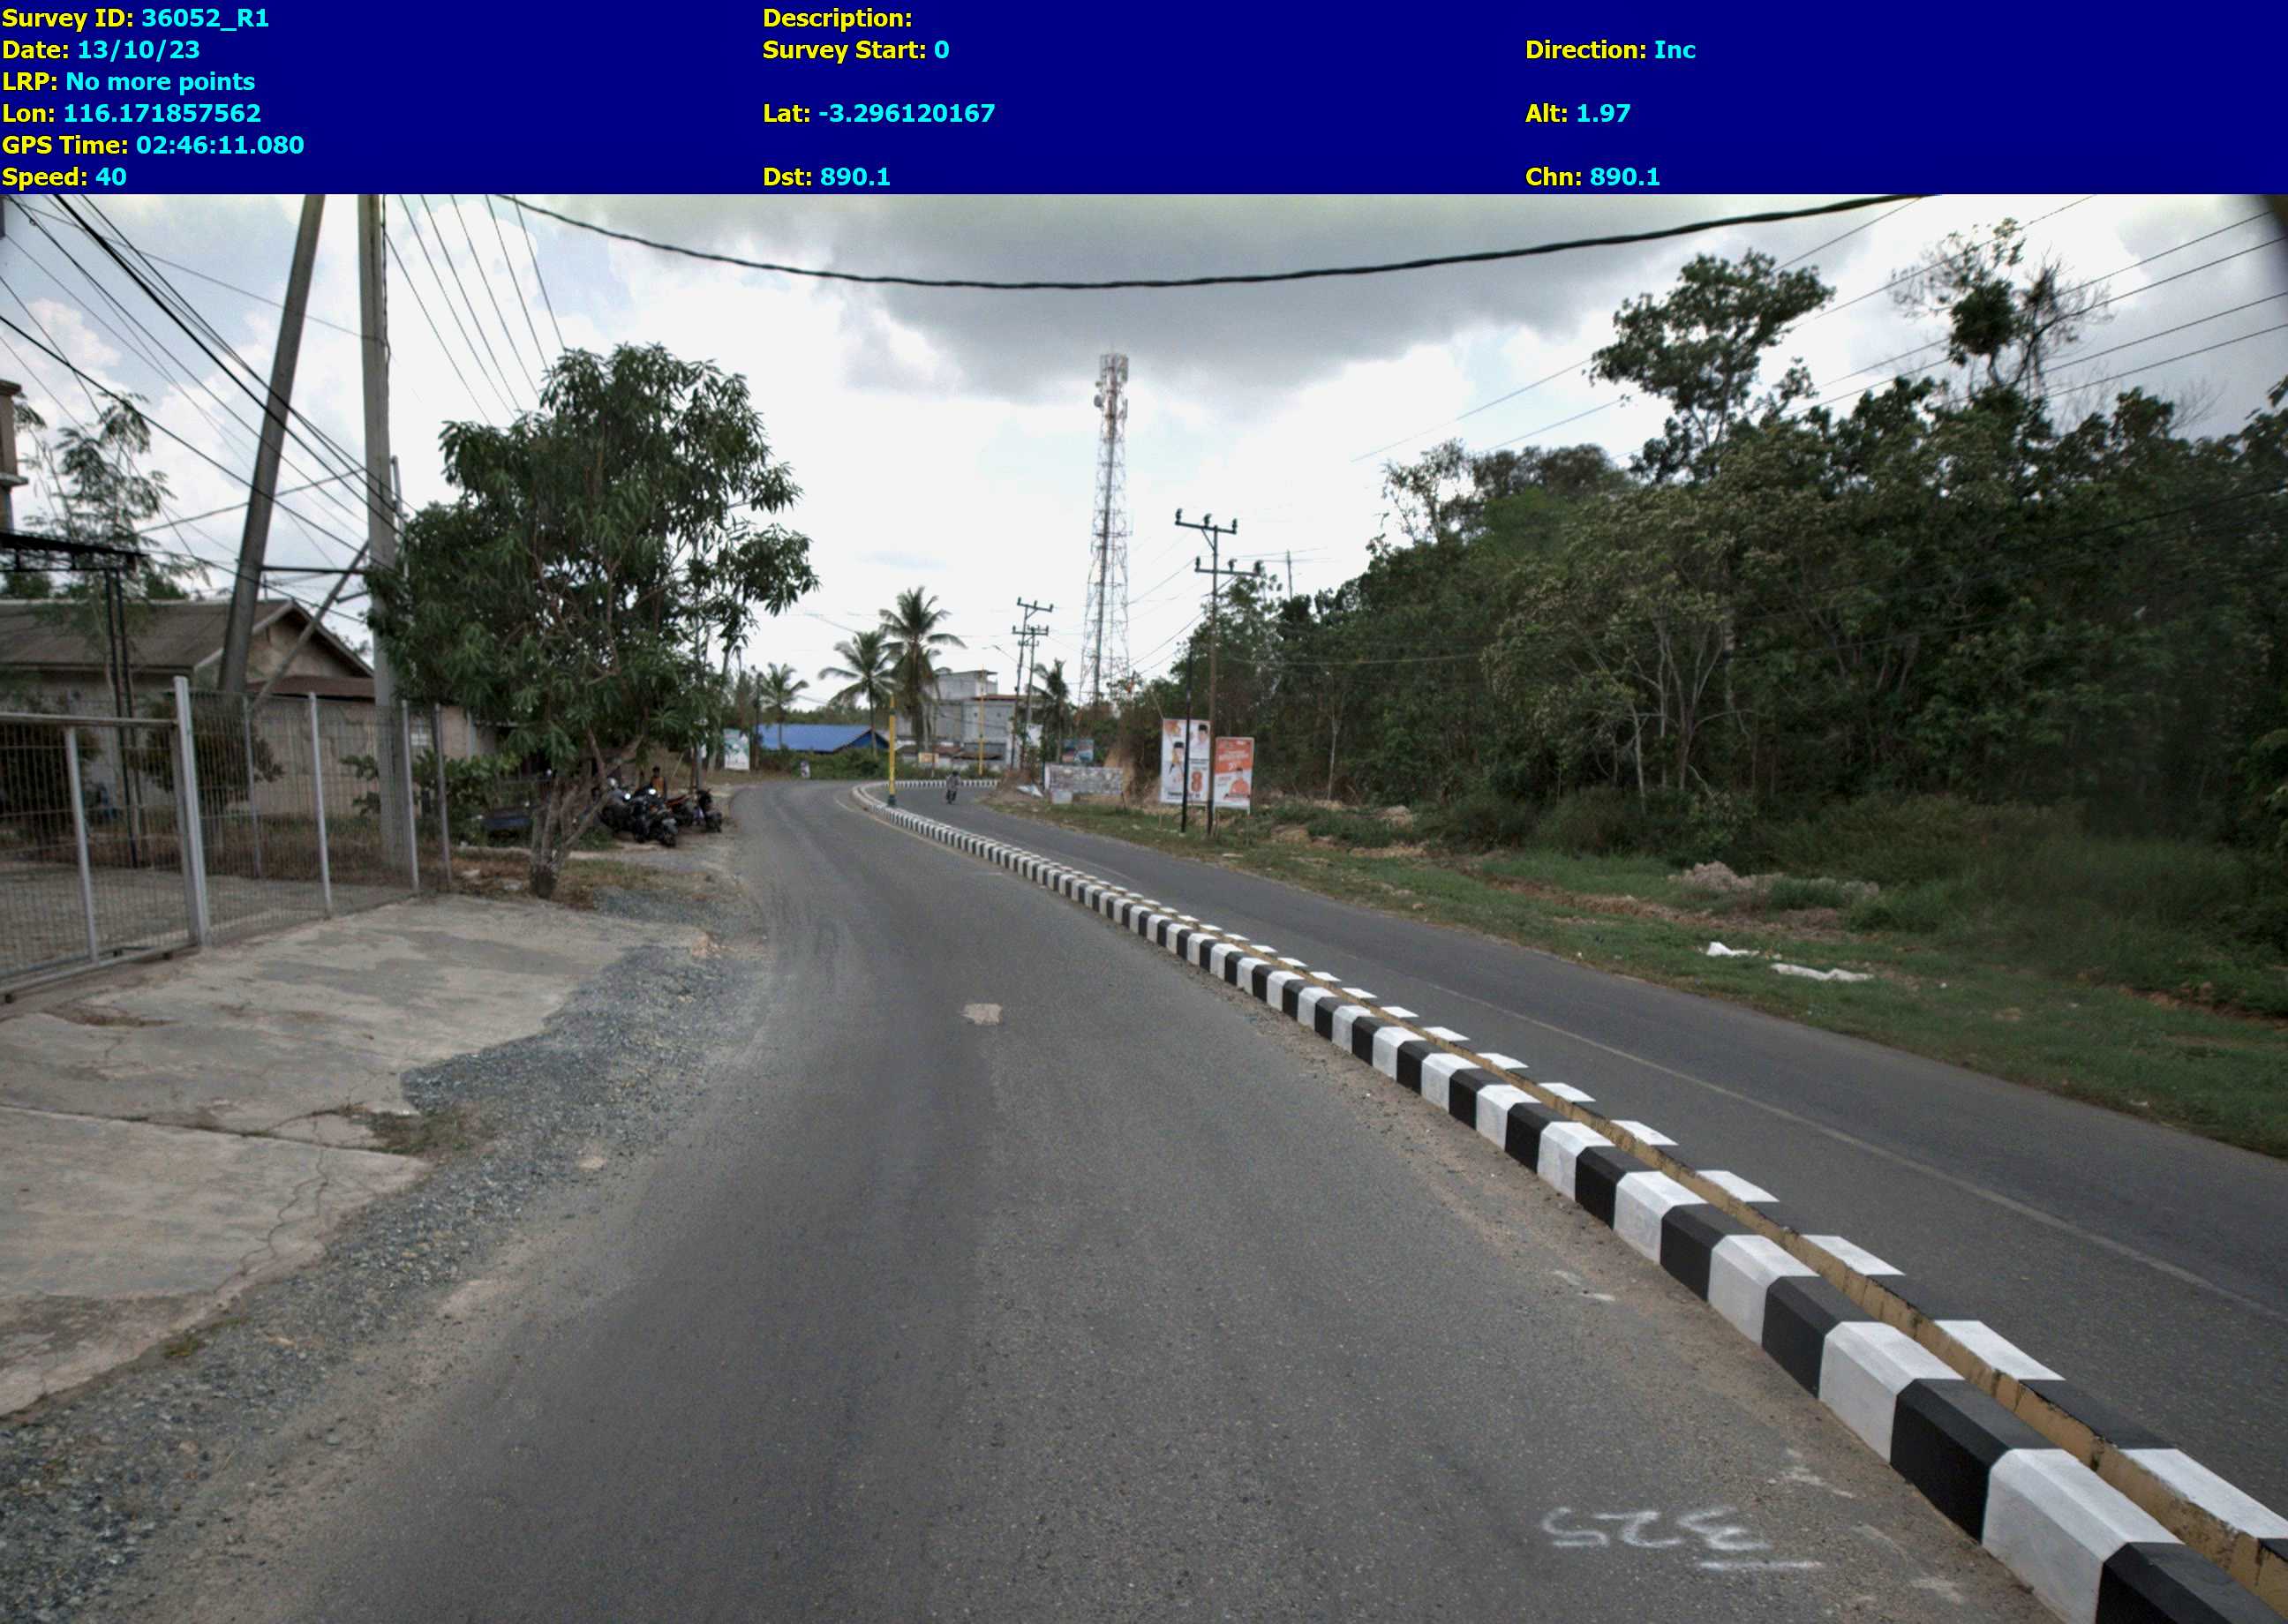 Survey ID: 36052_R1
Description:
Date: 13/10/23
Survey Start: 0
Direction: Inc
LRP: No more points
Lon: 116.171857562
Lat: -3.296120167
Alt: 1.97
GPS Time: 02:46:11.080
Speed: 40
Dst: 890.1
Chn: 890.1
8